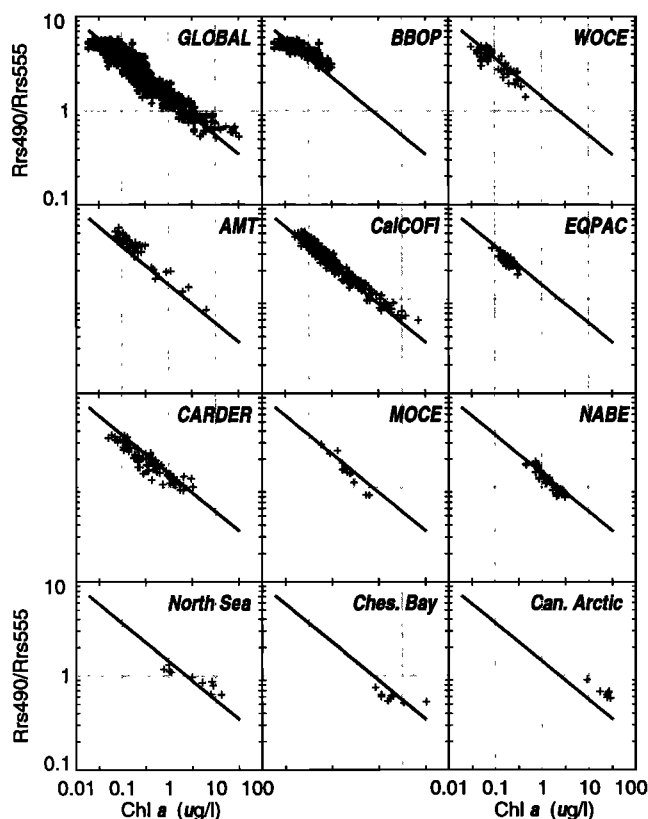 10
1
0.1
Rrs490/Rrs555
GLOBAL
BBOP
WOCE
AMT
CalCOFI
EQPAC
CARDER
MOCE
NABE
10
1
0.1
Rrs490/Rrs555
North Sea
Ches. Bay
Can. Arctic
0.01 0.1 1 10 100
0.01 0.1 1 10 100
Chl a (ug/l)
Chl a (ug/l)
Chl a (ug/l)